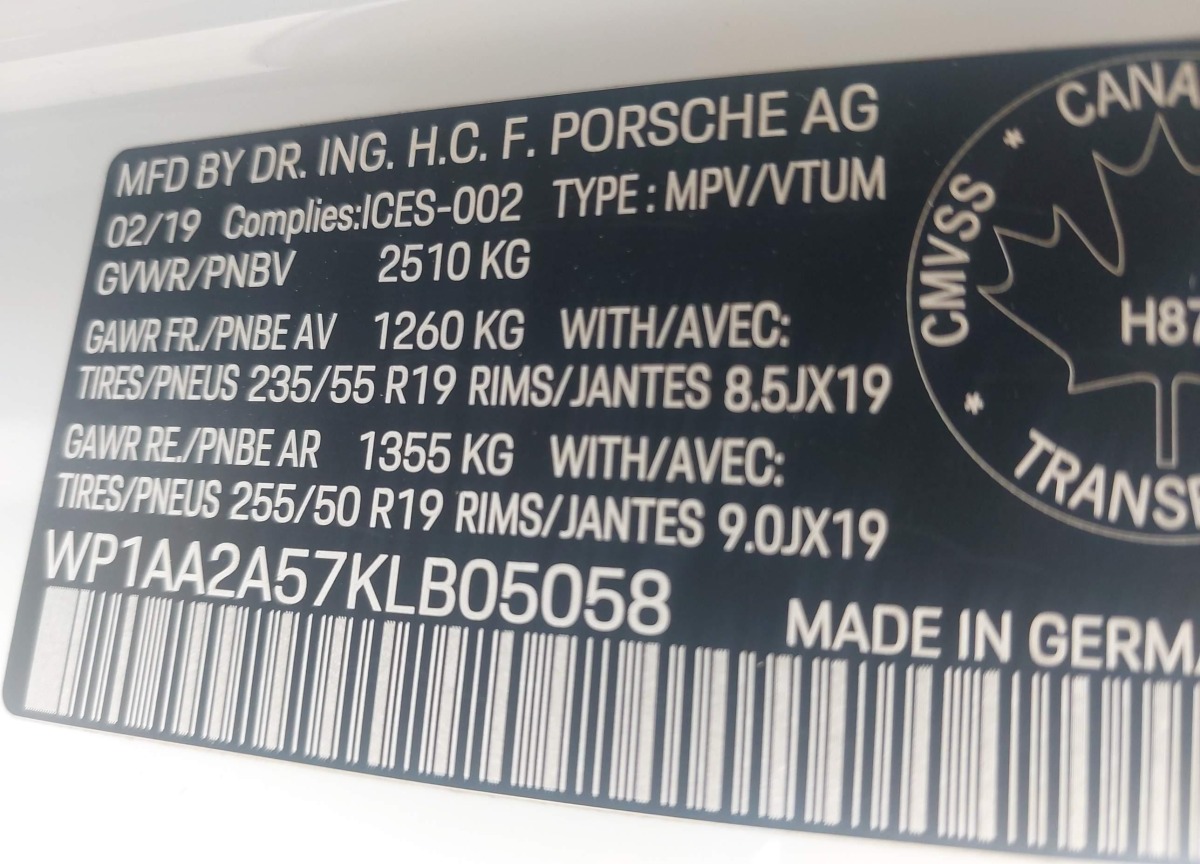 MFD BY DR. ING. H.C. F. PORSCHE AG
02/19 Complies:ICES-002 TYPE : MPV/VTUM
GVWR/PNBV 2510 KG
GAWR FR./PNBE AV 1260 KG WITH/AVEC:
TIRES/PNEUS 235/55 R19 RIMS/JANTES 8.5JX19
GAWR RE./PNBE AR 1355 KG WITH/AVEC:
TIRES/PNEUS 255/50 R19 RIMS/JANTES 9.0JX19
WP1AA2A57KLB05058
MADE IN GERMA
CANA
* CMVSS *
H87
TRANS